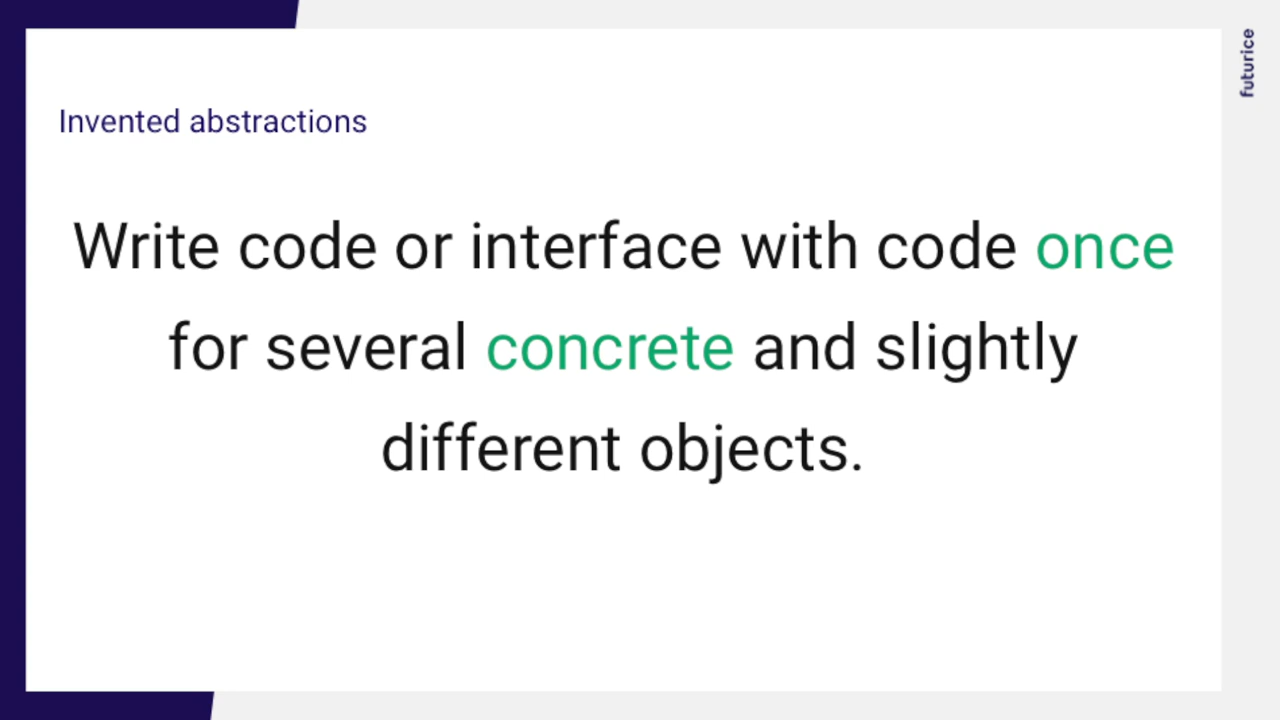 futurice
Invented abstractions
Write code or interface with code once
for several concrete and slightly
different objects.